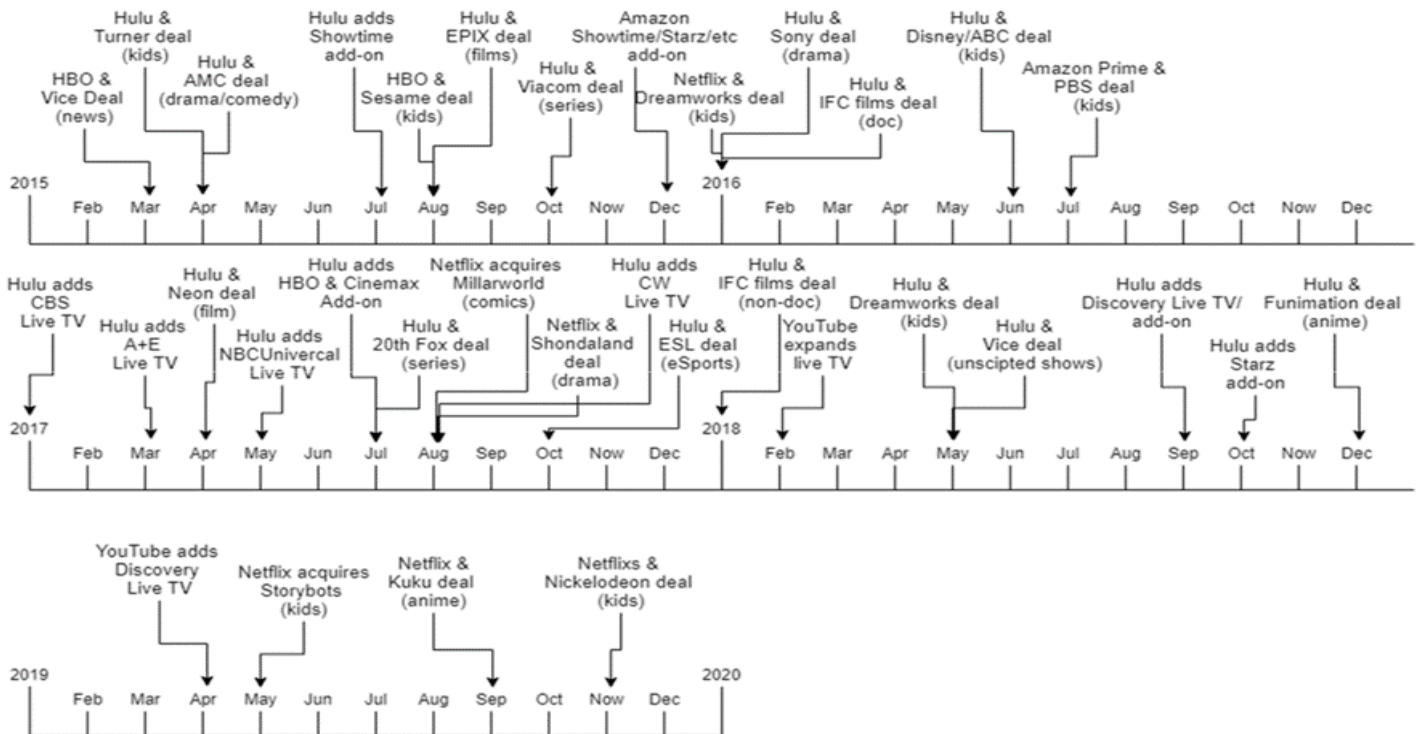 Hulu &
Turner deal
(kids)
HBO &
Vice Deal
(news)
Hulu &
AMC deal
(drama/comedy)
Hulu adds
Showtime
add-on
HBO &
Sesame deal
(kids)
Hulu &
EPIX deal
(films)
Hulu &
Viacom deal
(series)
Amazon
Showtime/Starz/etc
add-on
Netflix &
Dreamworks deal
(kids)
Hulu &
Sony deal
(drama)
Hulu &
IFC films deal
(doc)
Hulu &
Disney/ABC deal
(kids)
Amazon Prime &
PBS deal
(kids)
2015 Feb Mar Apr May Jun Jul Aug Sep Oct Nov Dec 2016 Feb Mar Apr May Jun Jul Aug Sep Oct Nov Dec
Hulu adds
CBS
Live TV
Hulu adds
A+E
Live TV
Hulu &
Neon deal
(film)
Hulu adds
NBCUnivercal
Live TV
Hulu adds
HBO & Cinemax
Add-on
Hulu &
20th Fox deal
(series)
Netflix acquires
Millarworld
(comics)
Netflix &
Shondaland
deal
(drama)
Hulu adds
CW
Live TV
Hulu &
ESL deal
(eSports)
Hulu &
IFC films deal
(non-doc)
YouTube
expands
live TV
Hulu &
Dreamworks deal
(kids)
Hulu &
Vice deal
(unscipted shows)
Hulu adds
Discovery Live TV/
add-on
Hulu adds
Starz
add-on
Hulu &
Funimation deal
(anime)
2017 Feb Mar Apr May Jun Jul Aug Sep Oct Nov Dec 2018 Feb Mar Apr May Jun Jul Aug Sep Oct Nov Dec
YouTube adds
Discovery
Live TV
Netflix acquires
Storybots
(kids)
Netflix &
Kuku deal
(anime)
Netflixs &
Nickelodeon deal
(kids)
2019 Feb Mar Apr May Jun Jul Aug Sep Oct Nov Dec 2020